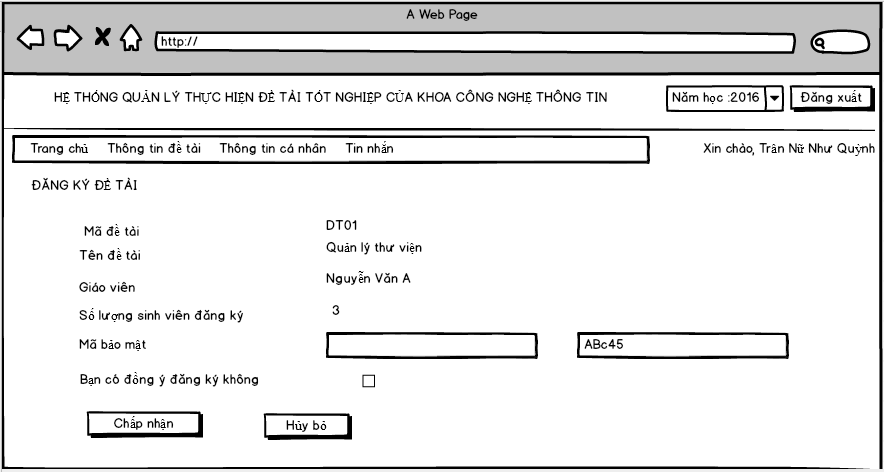 A Web Page
http://
HỆ THỐNG QUẢN LÝ THỰC HIỆN ĐỀ TÀI TỐT NGHIỆP CỦA KHOA CÔNG NGHỆ THÔNG TIN
Năm học :2016
Đăng xuất
Trang chủ Thông tin đề tài Thông tin cá nhân Tin nhắn
Xin chào, Trần Nữ Như Quỳnh
ĐĂNG KÝ ĐỀ TÀI
Mã đề tài DT01
Tên đề tài Quản lý thư viện
Giáo viên Nguyễn Văn A
Số lượng sinh viên đăng ký 3
Mã bảo mật ABc45
Bạn có đồng ý đăng ký không
Chấp nhận Hủy bỏ